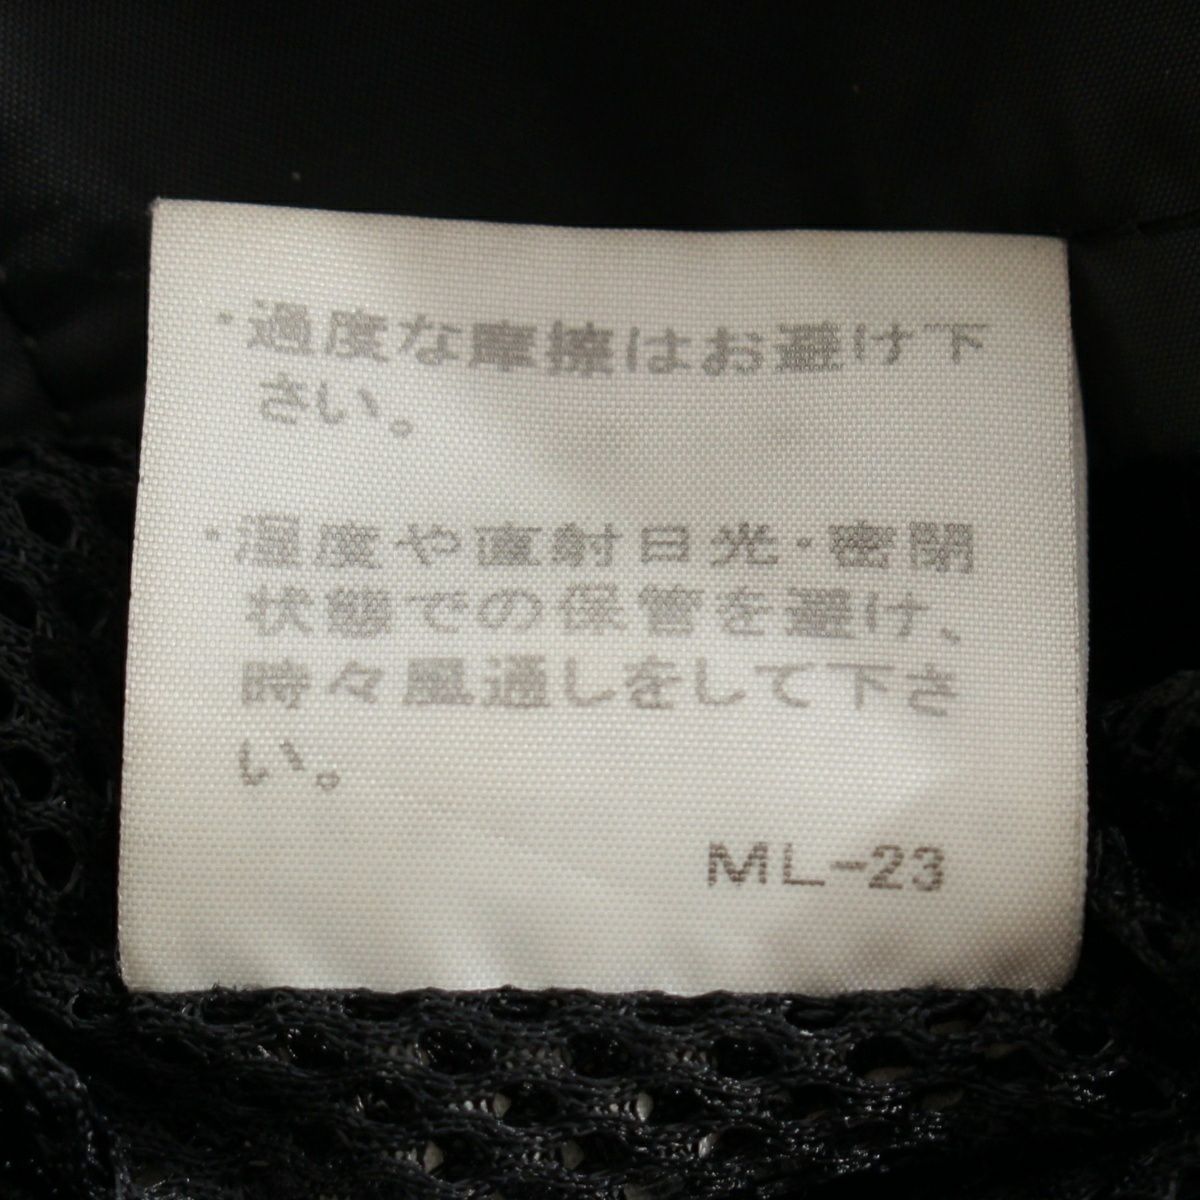 ・過度な摩擦はお避け下
さい。
・湿度や直射日光・密閉
状態での保管を避け、
時々風通しをして下さ
い。
ML-23